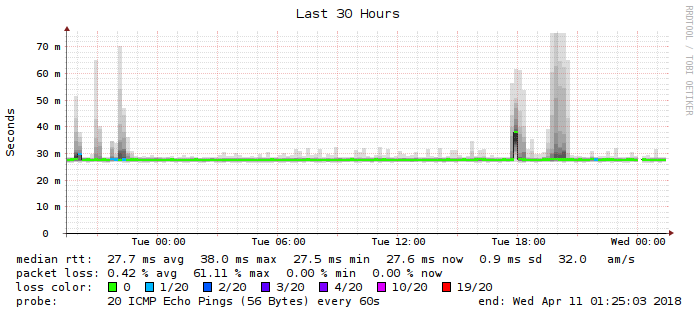 Last 30 Hours
RRDTOOL / TOBI OETIKER
Seconds
70 m
60 m
50 m
40 m
30 m
20 m
10 m
0
Tue 00:00 Tue 06:00 Tue 12:00 Tue 18:00 Wed 00:00
median rtt: 27.7 ms avg 38.0 ms max 27.5 ms min 27.6 ms now 0.9 ms sd 32.0 am/s
packet loss: 0.42 % avg 61.11 % max 0.00 % min 0.00 % now
loss color: 0 1/20 2/20 3/20 4/20 10/20 19/20
probe: 20 ICMP Echo Pings (56 Bytes) every 60s end: Wed Apr 11 01:25:03 2018